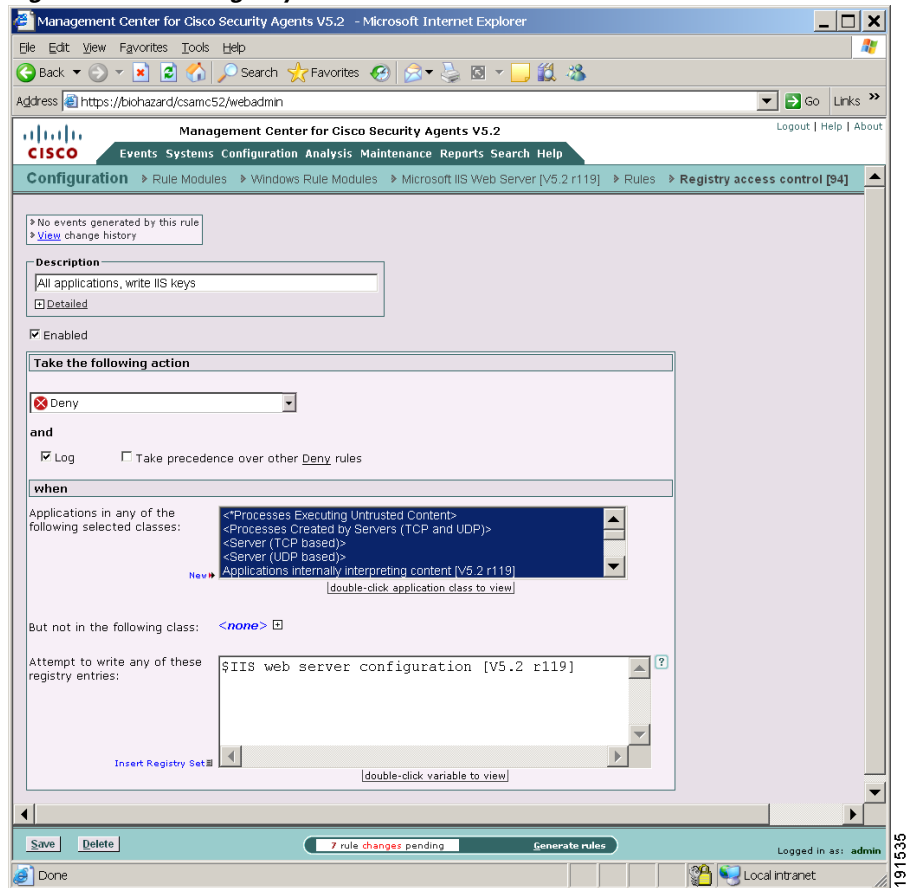 Management Center for Cisco Security Agents V5.2 - Microsoft Internet Explorer
File Edit View Favorites Tools Help
Back Search Favorites
Address https://biohazard/csamc52/webadmin Go Links »
Management Center for Cisco Security Agents V5.2 Logout | Help | About
CISCO Events Systems Configuration Analysis Maintenance Reports Search Help
Configuration Rule Modules Windows Rule Modules Microsoft IIS Web Server [V5.2 r119] Rules Registry access control [94]
No events generated by this rule
View change history
Description
All applications, write IIS keys
Detailed
Enabled
Take the following action
Deny
and
Log Take precedence over other Deny rules
when
Applications in any of the
following selected classes:
<*Processes Executing Untrusted Content>
<Processes Created by Servers (TCP and UDP)>
<Server (TCP based)>
<Server (UDP based)>
Applications internally interpreting content [V5.2 r119]
New
double-click application class to view
But not in the following class: <none>
Attempt to write any of these
registry entries:
$IIS web server configuration [V5.2 r119]
?
Insert Registry Set
double-click variable to view
Save Delete 7 rule changes pending Generate rules Logged in as: admin
Done Local intranet
191535